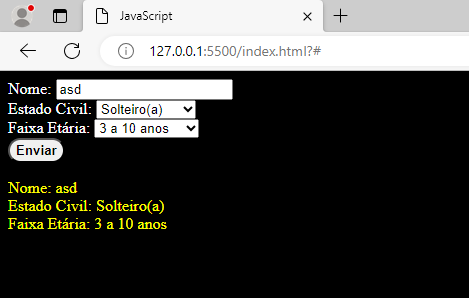 JavaScript
127.0.0.1:5500/index.html?#
Nome: asd
Estado Civil: Solteiro(a)
Faixa Etária: 3 a 10 anos
Enviar
Nome: asd
Estado Civil: Solteiro(a)
Faixa Etária: 3 a 10 anos